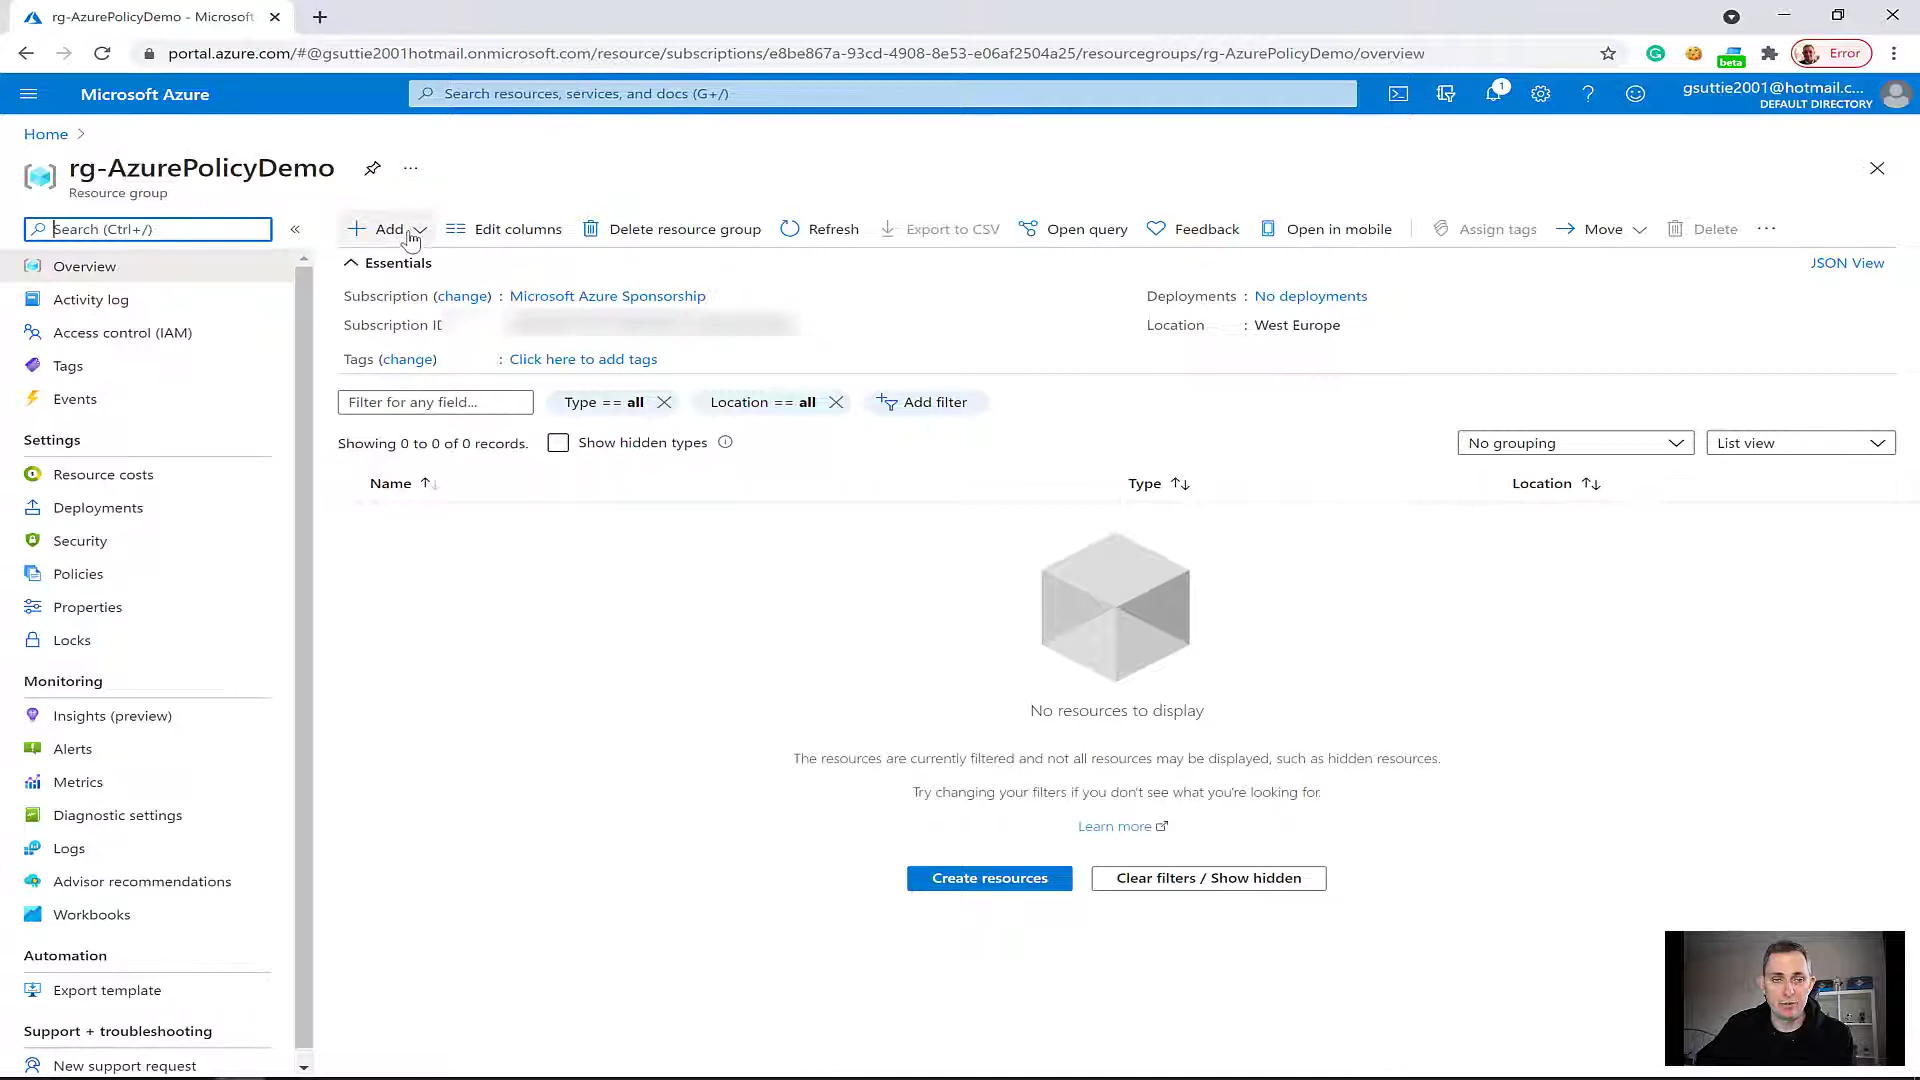 rg-AzurePolicyDemo - Microsoft
portal.azure.com/#@gsuttie2001hotmail.onmicrosoft.com/resource/subscriptions/e8be867a-93cd-4908-8e53-e06af2504a25/resourcegroups/rg-AzurePolicyDemo/overview
beta
Error
Microsoft Azure
Search resources, services, and docs (G+/)
1
gsuttie2001@hotmail.c...
DEFAULT DIRECTORY
Home
rg-AzurePolicyDemo
Resource group
Search (Ctrl+/)
Add
Edit columns
Delete resource group
Refresh
Export to CSV
Open query
Feedback
Open in mobile
Assign tags
Move
Delete
Overview
Activity log
Access control (IAM)
Tags
Events
Settings
Resource costs
Deployments
Security
Policies
Properties
Locks
Monitoring
Insights (preview)
Alerts
Metrics
Diagnostic settings
Logs
Advisor recommendations
Workbooks
Automation
Export template
Support + troubleshooting
New support request
Essentials
JSON View
Subscription (change) : Microsoft Azure Sponsorship
Deployments : No deployments
Subscription ID
Location : West Europe
Tags (change) : Click here to add tags
Filter for any field...
Type == all
Location == all
Add filter
Showing 0 to 0 of 0 records.
Show hidden types
No grouping
List view
Name
Type
Location
No resources to display
The resources are currently filtered and not all resources may be displayed, such as hidden resources.
Try changing your filters if you don't see what you're looking for.
Learn more
Create resources
Clear filters / Show hidden